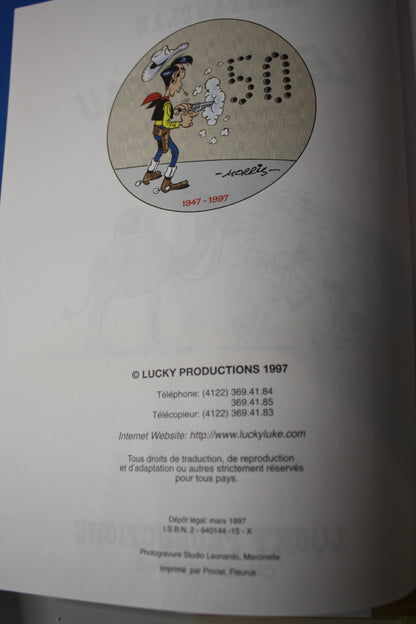 50
-MORRIS-
1947-1997
© LUCKY PRODUCTIONS 1997
Téléphone: (4122) 369.41.84
369.41.85
Télécopieur: (4122) 369.41.83
Internet Website: http://www.luckyluke.com
Tous droits de traduction, de reproduction
et d'adaptation ou autres strictement réservés
pour tous pays.
Dépôt légal: mars 1997
I.S.B.N. 2 - 940144 -15 - X
Photogravure Studio Leonardo, Marcinelle
Imprimé par Proost, Fleurus